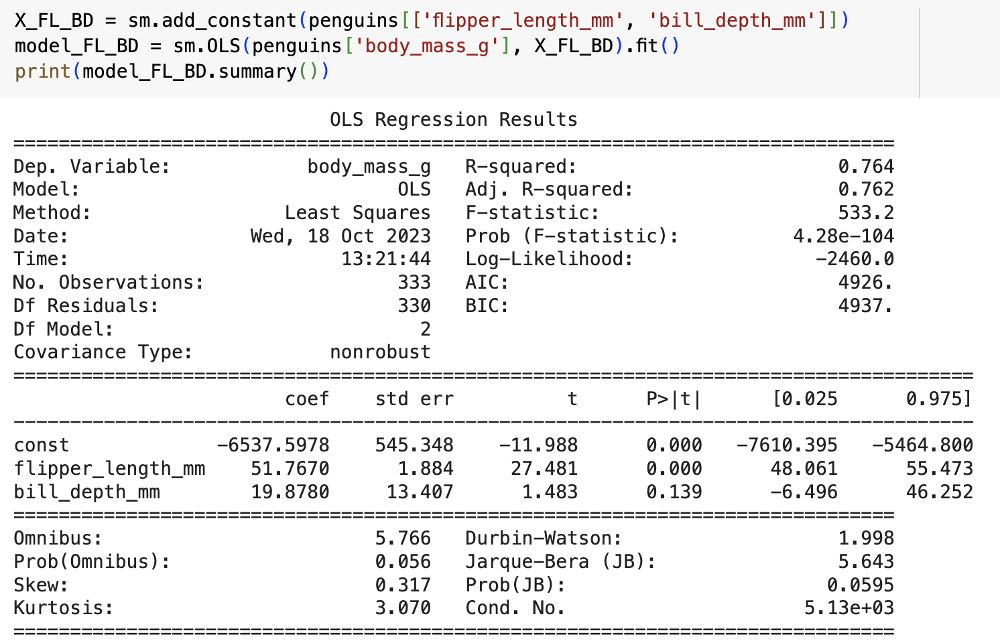 X_FL_BD = sm.add_constant(penguins[['flipper_length_mm', 'bill_depth_mm']])
model_FL_BD = sm.OLS(penguins['body_mass_g'], X_FL_BD).fit()
print(model_FL_BD.summary())
                            OLS Regression Results
==============================================================================
Dep. Variable:            body_mass_g   R-squared:                       0.764
Model:                            OLS   Adj. R-squared:                  0.762
Method:                 Least Squares   F-statistic:                     533.2
Date:                Wed, 18 Oct 2023   Prob (F-statistic):          4.28e-104
Time:                        13:21:44   Log-Likelihood:                -2460.0
No. Observations:                 333   AIC:                             4926.
Df Residuals:                     330   BIC:                             4937.
Df Model:                           2
Covariance Type:            nonrobust
=====================================================================================
                        coef    std err          t      P>|t|      [0.025      0.975]
-------------------------------------------------------------------------------------
const             -6537.5978    545.348    -11.988      0.000   -7610.395   -5464.800
flipper_length_mm    51.7670      1.884     27.481      0.000      48.061      55.473
bill_depth_mm        19.8780     13.407      1.483      0.139      -6.496      46.252
==============================================================================
Omnibus:                        5.766   Durbin-Watson:                   1.998
Prob(Omnibus):                  0.056   Jarque-Bera (JB):                5.643
Skew:                           0.317   Prob(JB):                       0.0595
Kurtosis:                       3.070   Cond. No.                     5.13e+03
==============================================================================